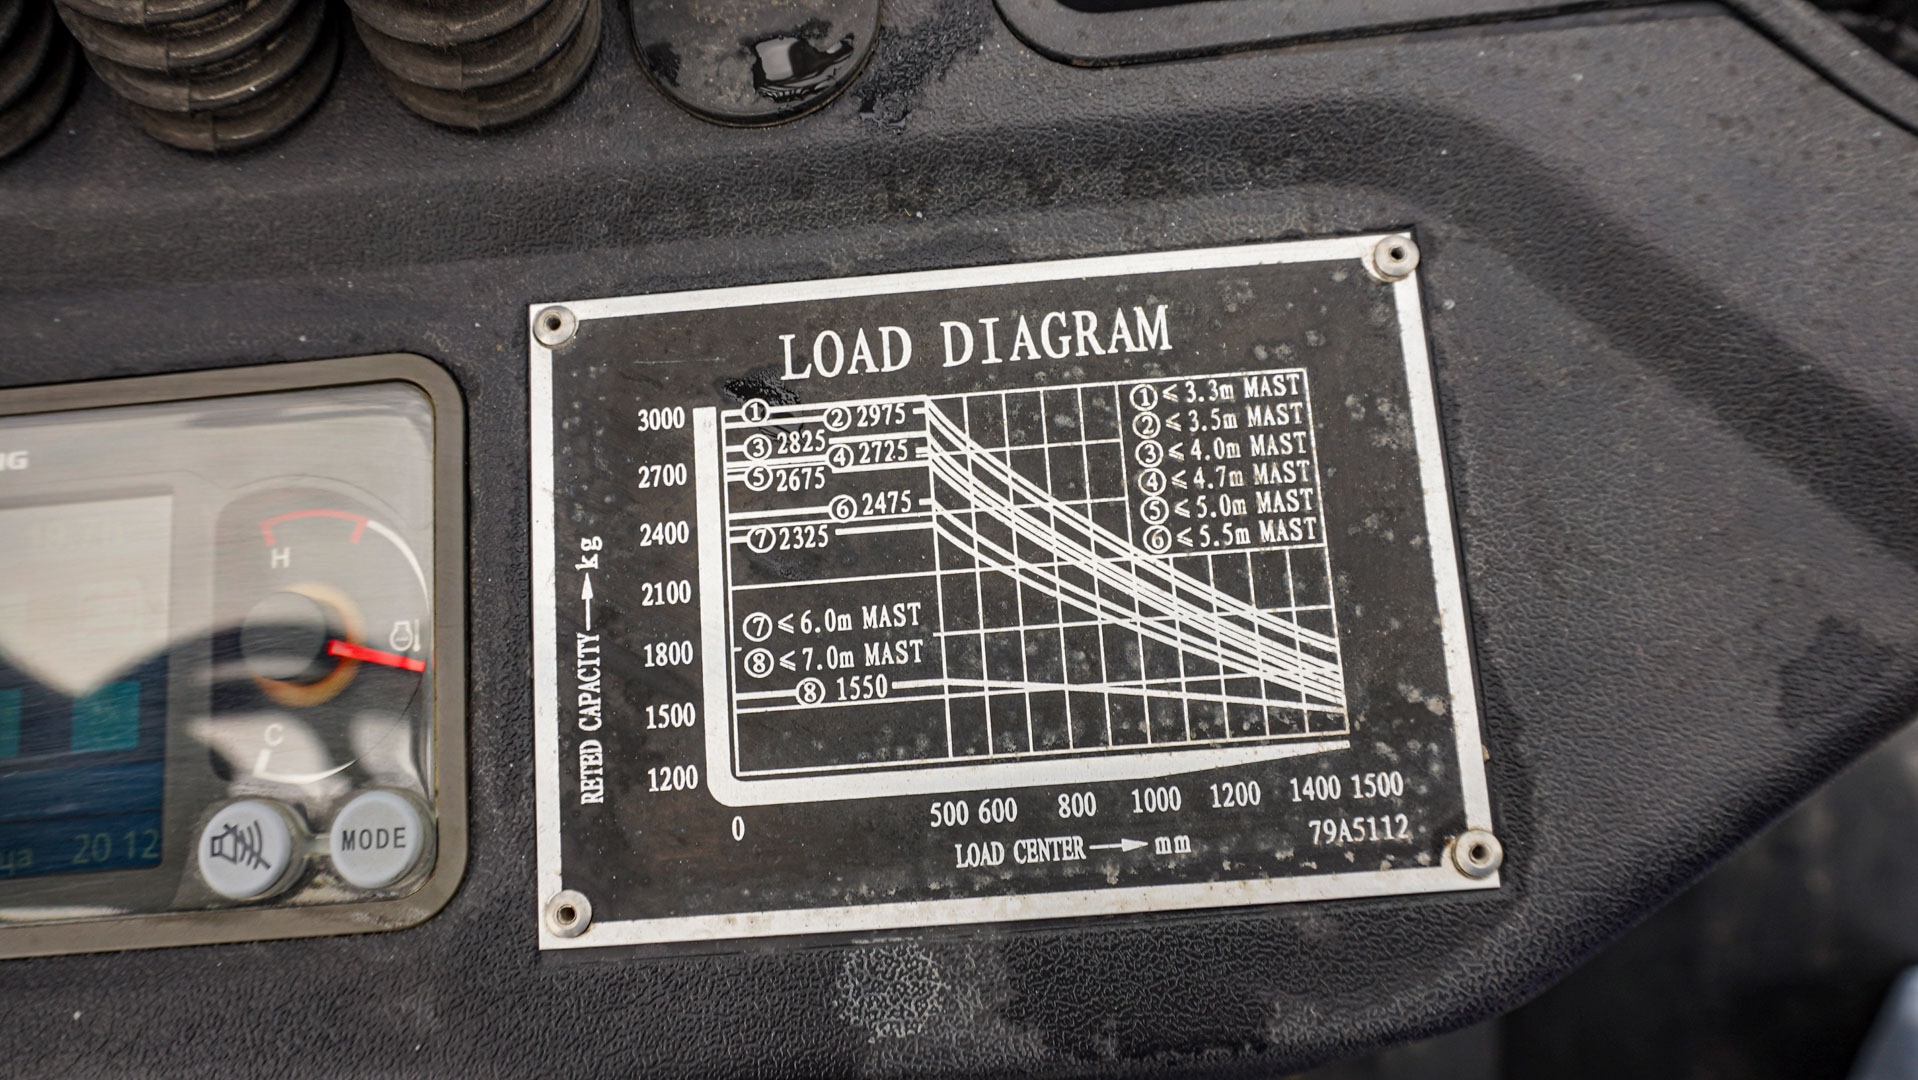 LOAD DIAGRAM
3000
① ② 2975
③ 2825
④ 2725
2700
⑤ 2675
⑥ 2475
2400
⑦ 2325
2100
⑦ ≤ 6.0m MAST
1800
⑧ ≤ 7.0m MAST
⑧ 1550
1500
1200
① ≤ 3.3m MAST
② ≤ 3.5m MAST
③ ≤ 4.0m MAST
④ ≤ 4.7m MAST
⑤ ≤ 5.0m MAST
⑥ ≤ 5.5m MAST
RETED CAPACITY → kg
0 500 600 800 1000 1200 1400 1500
LOAD CENTER → mm
79A5112
H
C
MODE
20 12